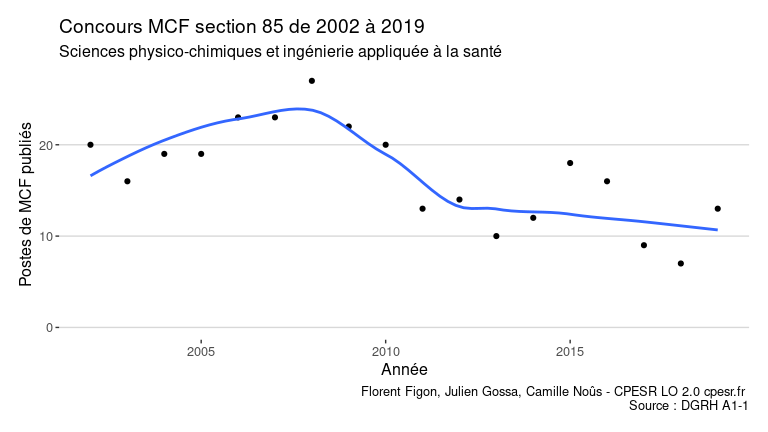 Concours MCF section 85 de 2002 à 2019
Sciences physico-chimiques et ingénierie appliquée à la santé
Postes de MCF publiés
20
10
0
2005
2010
2015
Année
Florent Figon, Julien Gossa, Camille Noûs - CPESR LO 2.0 cpesr.fr
Source : DGRH A1-1